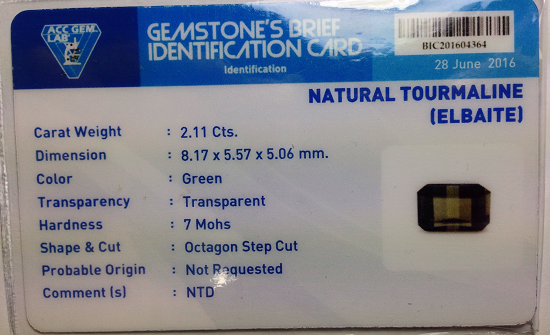 ACC GEM.
LAB
GEMSTONE'S BRIEF
IDENTIFICATION CARD
Identification
BIC201604364
28 June 2016
NATURAL TOURMALINE
(ELBAITE)
Carat Weight : 2.11 Cts.
Dimension : 8.17 x 5.57 x 5.06 mm.
Color : Green
Transparency : Transparent
Hardness : 7 Mohs
Shape & Cut : Octagon Step Cut
Probable Origin : Not Requested
Comment (s) : NTD